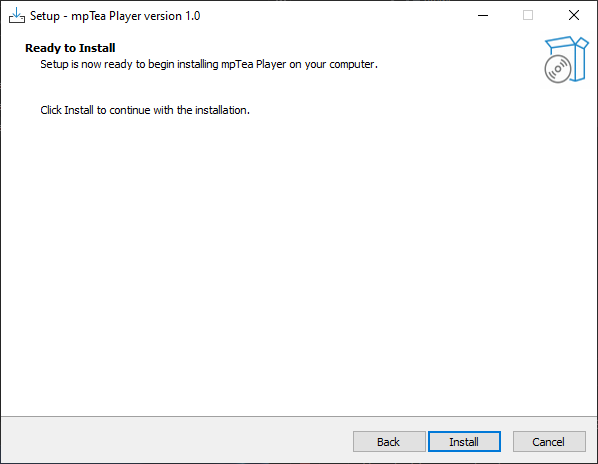 Setup - mpTea Player version 1.0
Ready to Install
Setup is now ready to begin installing mpTea Player on your computer.
Click Install to continue with the installation.
Back
Install
Cancel